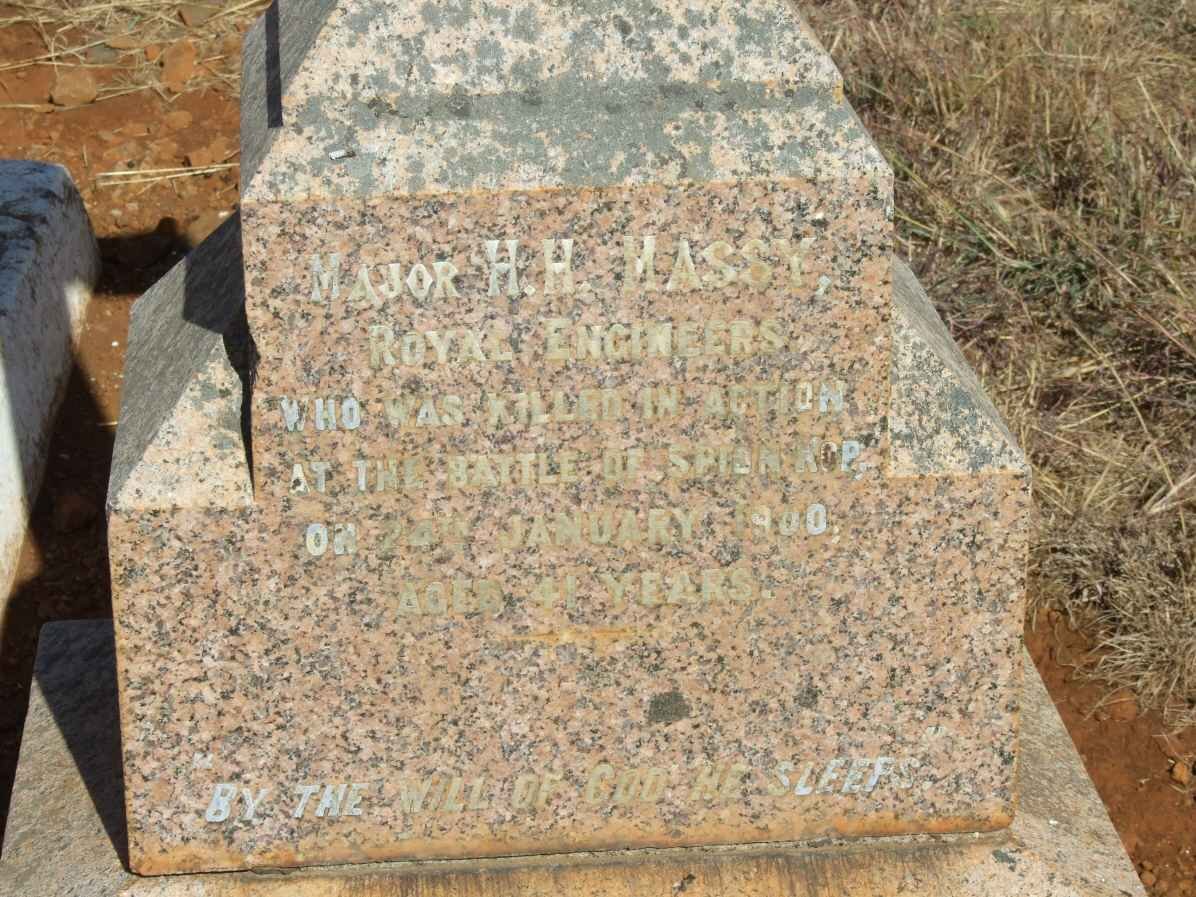 MAJOR H.H. MASSY,
ROYAL ENGINEERS
WHO WAS KILLED IN ACTION
AT THE BATTLE OF SPION KOP,
ON 24TH JANUARY 1900,
AGED 41 YEARS.
"BY THE WILL OF GOD HE SLEEPS."